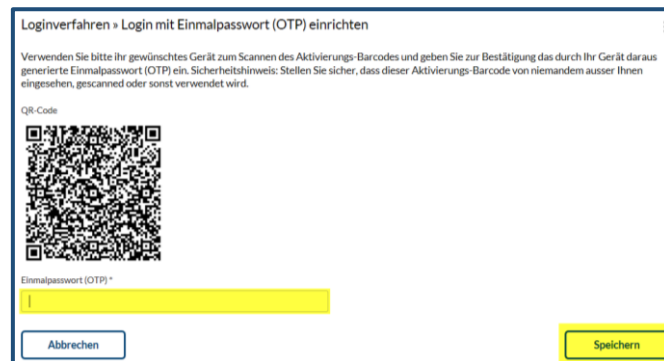 Loginverfahren » Login mit Einmalpasswort (OTP) einrichten
Verwenden Sie bitte ihr gewünschtes Gerät zum Scannen des Aktivierungs-Barcodes und geben Sie zur Bestätigung das durch Ihr Gerät daraus
generierte Einmalpasswort (OTP) ein. Sicherheitshinweis: Stellen Sie sicher, dass dieser Aktivierungs-Barcode von niemandem ausser Ihnen
eingesehen, gescanned oder sonst verwendet wird.
QR-Code
Einmalpasswort (OTP) *
Abbrechen
Speichern